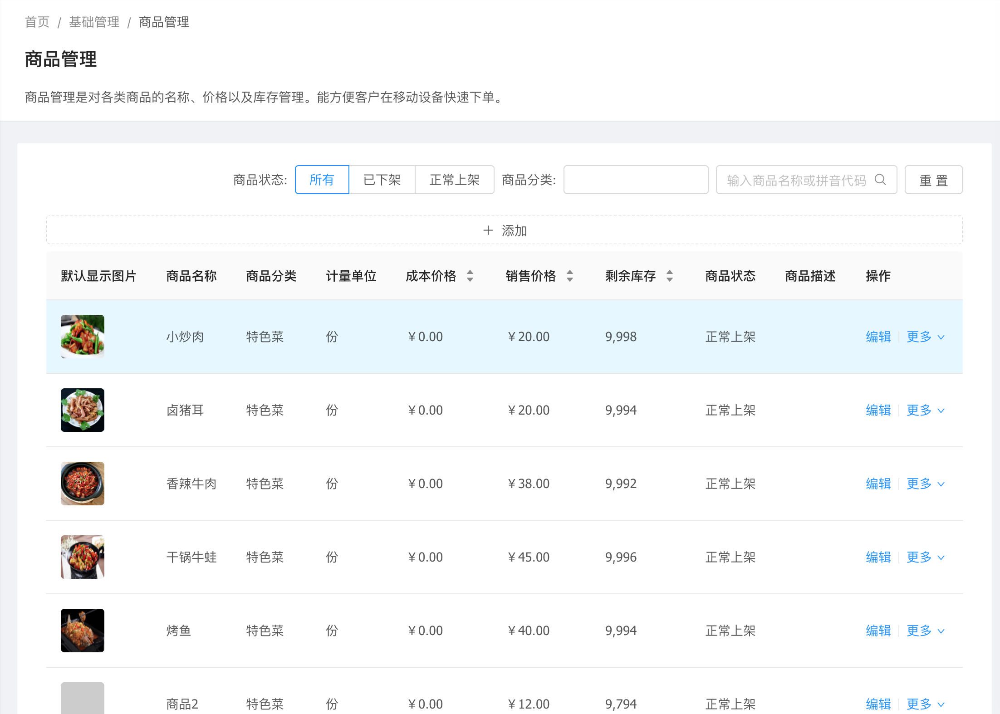 首页 / 基础管理 / 商品管理
商品管理
商品管理是对各类商品的名称、价格以及库存管理。能方便客户在移动设备快速下单。
商品状态: 所有 已下架 正常上架 商品分类: 输入商品名称或拼音代码 重 置
+ 添加
默认显示图片 商品名称 商品分类 计量单位 成本价格 销售价格 剩余库存 商品状态 商品描述 操作
小炒肉 特色菜 份 ¥0.00 ¥20.00 9,998 正常上架 编辑 更多
卤猪耳 特色菜 份 ¥0.00 ¥20.00 9,994 正常上架 编辑 更多
香辣牛肉 特色菜 份 ¥0.00 ¥38.00 9,992 正常上架 编辑 更多
干锅牛蛙 特色菜 份 ¥0.00 ¥45.00 9,996 正常上架 编辑 更多
烤鱼 特色菜 份 ¥0.00 ¥40.00 9,994 正常上架 编辑 更多
商品2 特色菜 份 ¥0.00 ¥12.00 9,794 正常上架 编辑 更多